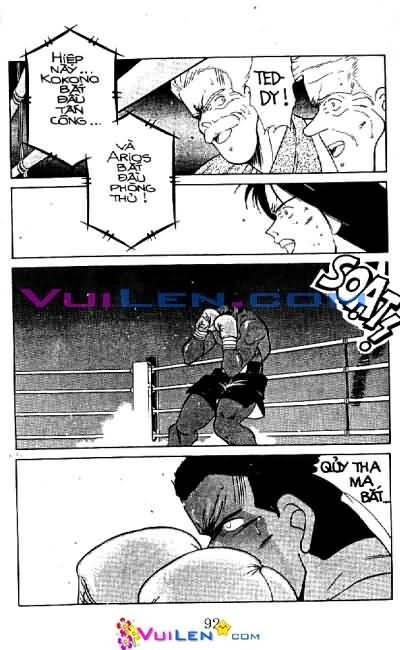 HIỆP
NÀY...
KOKONO
BẮT
ĐẦU
TẤN
CÔNG...
TED-
DY!
VÀ
ARIOS
BẮT
ĐẦU
PHÒNG
THỦ!
VUILEN.COM
SOẠT!!
QUỶ THA
MA
BẮT...
92
VUILEN.COM